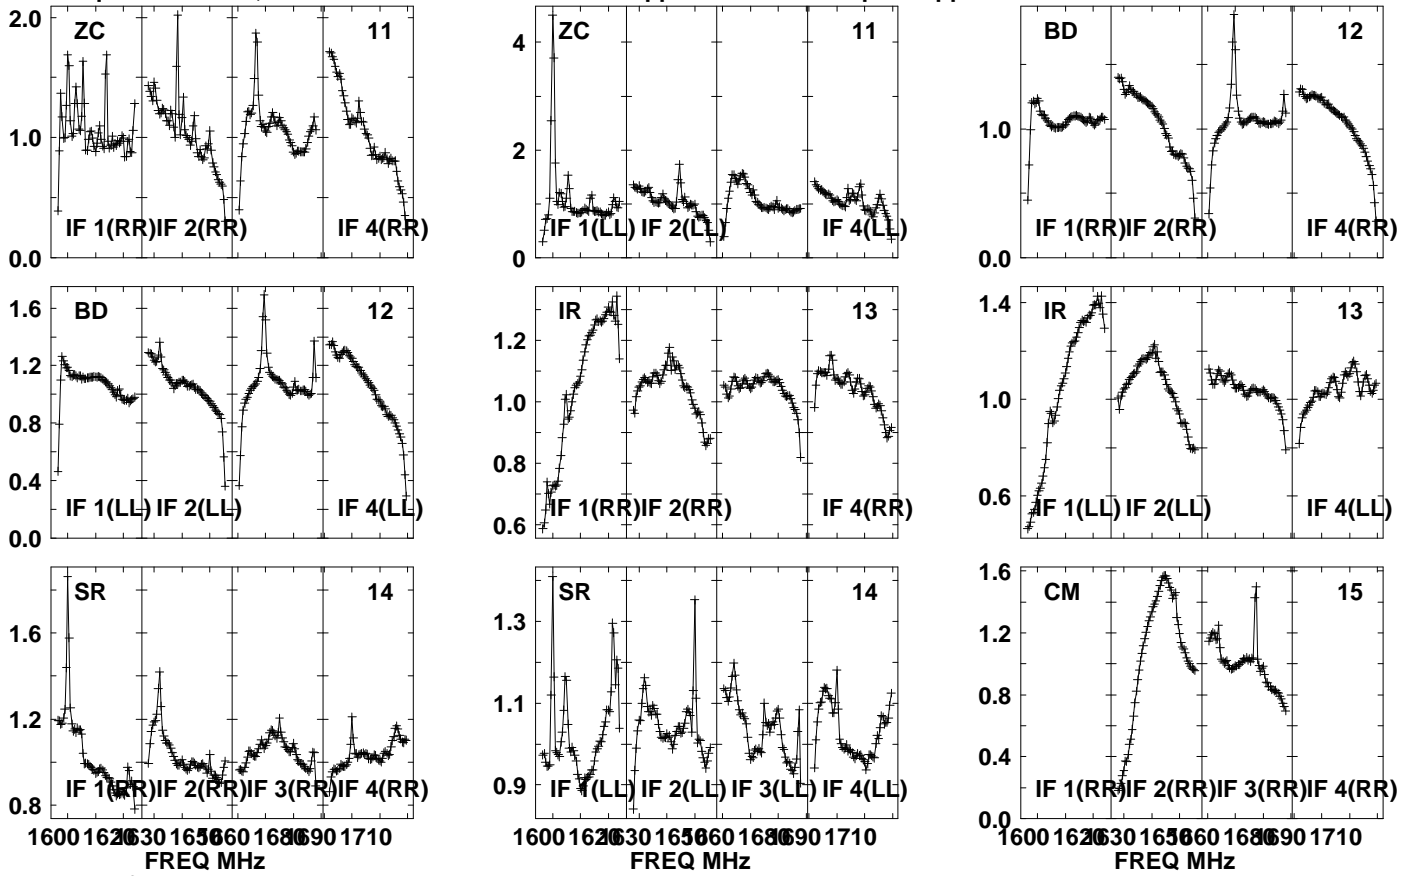 ZC 11
ZC 11
BD 12
2.0
1.0
0.0
IF 1(RR) IF 2(RR) IF 4(RR)
4
2
0
IF 1(LL) IF 2(LL) IF 4(LL)
1.0
0.0
IF 1(RR) IF 2(RR) IF 4(RR)
BD 12
IR 13
IR 13
1.6
1.2
0.8
0.4
0.0
IF 1(LL) IF 2(LL) IF 4(LL)
1.2
1.0
0.8
0.6
IF 1(RR) IF 2(RR) IF 4(RR)
1.4
1.0
0.6
IF 1(LL) IF 2(LL) IF 4(LL)
SR 14
SR 14
CM 15
1.6
1.2
0.8
IF 1(RR) IF 2(RR) IF 3(RR) IF 4(RR)
1.3
1.1
0.9
IF 1(LL) IF 2(LL) IF 3(LL) IF 4(LL)
1.6
1.2
0.8
0.4
0.0
IF 1(RR) IF 2(RR) IF 3(RR) IF 4(RR)
1600 1620 1630 1650 1660 1680 1690 1710
FREQ MHz
1600 1620 1630 1650 1660 1680 1690 1710
FREQ MHz
1600 1620 1630 1650 1660 1680 1690 1710
FREQ MHz